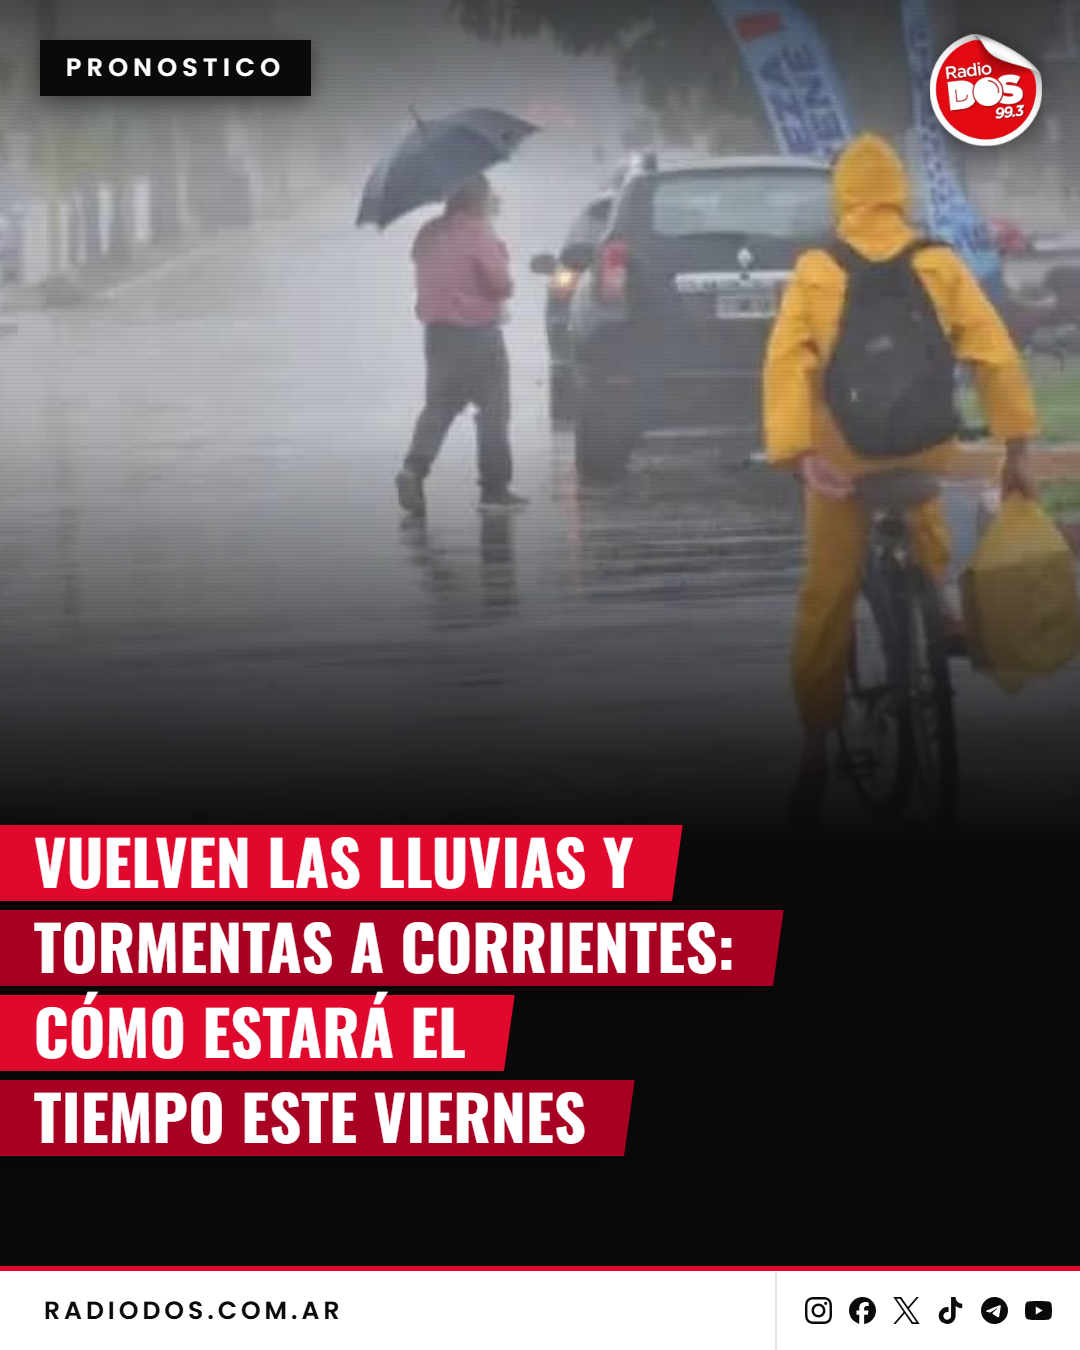 PRONOSTICO
Radio
DOS
99.3
VUELVEN LAS LLUVIAS Y
TORMENTAS A CORRIENTES:
CÓMO ESTARÁ EL
TIEMPO ESTE VIERNES
RADIODOS.COM.AR